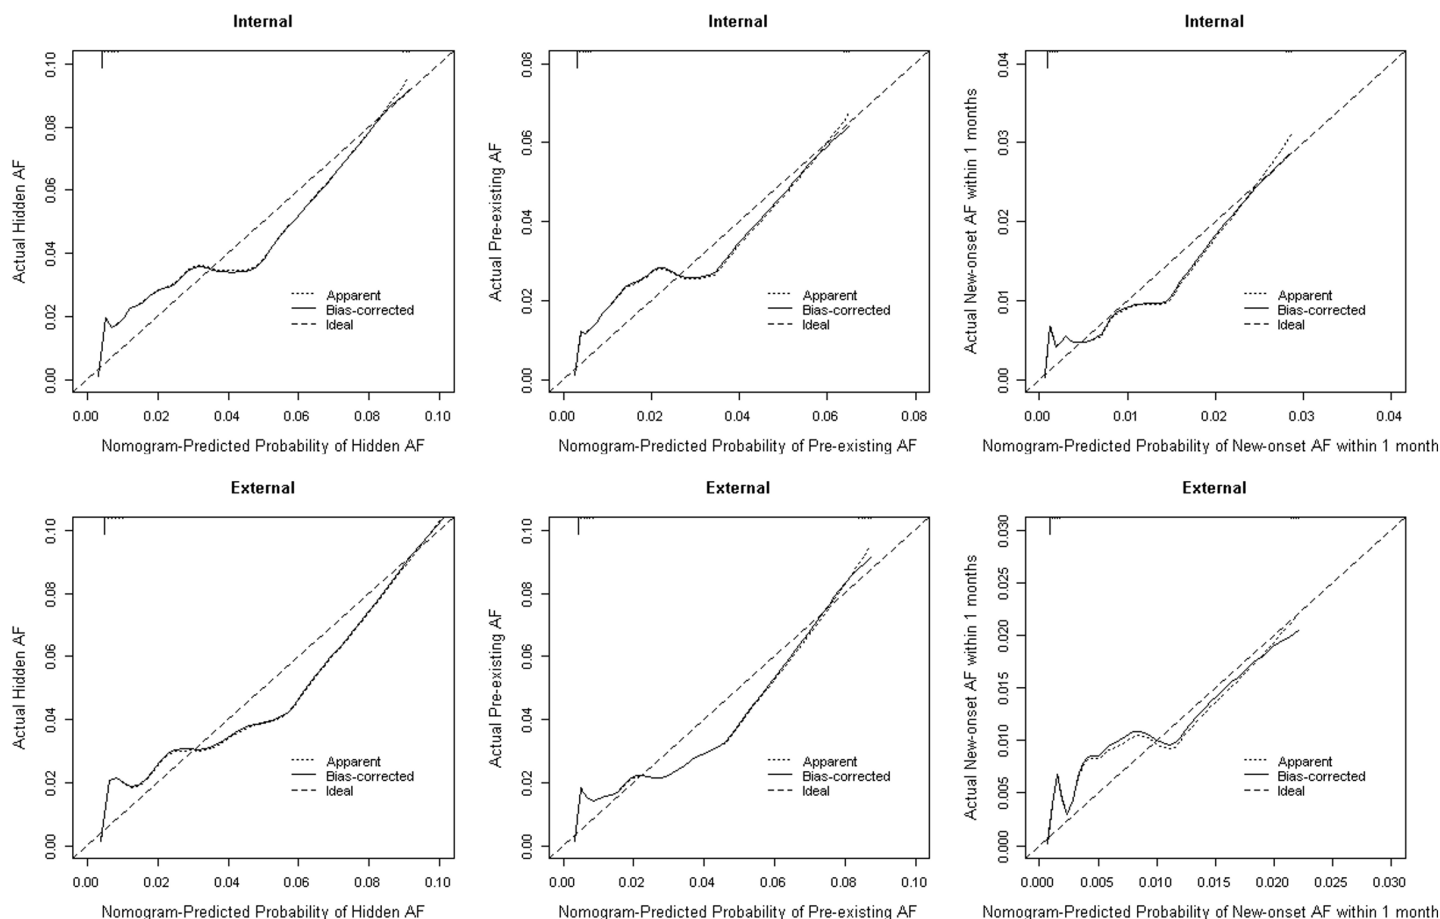 Internal
Actual Hidden AF
0.00 0.02 0.04 0.06 0.08 0.10
Apparent
Bias-corrected
Ideal
0.00 0.02 0.04 0.06 0.08 0.10
Nomogram-Predicted Probability of Hidden AF
Internal
Actual Pre-existing AF
0.00 0.02 0.04 0.06 0.08
Apparent
Bias-corrected
Ideal
0.00 0.02 0.04 0.06 0.08
Nomogram-Predicted Probability of Pre-existing AF
Internal
Actual New-onset AF within 1 months
0.00 0.01 0.02 0.03 0.04
Apparent
Bias-corrected
Ideal
0.00 0.01 0.02 0.03 0.04
Nomogram-Predicted Probability of New-onset AF within 1 month
External
Actual Hidden AF
0.00 0.02 0.04 0.06 0.08 0.10
Apparent
Bias-corrected
Ideal
0.00 0.02 0.04 0.06 0.08 0.10
Nomogram-Predicted Probability of Hidden AF
External
Actual Pre-existing AF
0.00 0.02 0.04 0.06 0.08 0.10
Apparent
Bias-corrected
Ideal
0.00 0.02 0.04 0.06 0.08 0.10
Nomogram-Predicted Probability of Pre-existing AF
External
Actual New-onset AF within 1 months
0.000 0.005 0.010 0.015 0.020 0.025 0.030
Apparent
Bias-corrected
Ideal
0.000 0.005 0.010 0.015 0.020 0.025 0.030
Nomogram-Predicted Probability of New-onset AF within 1 month